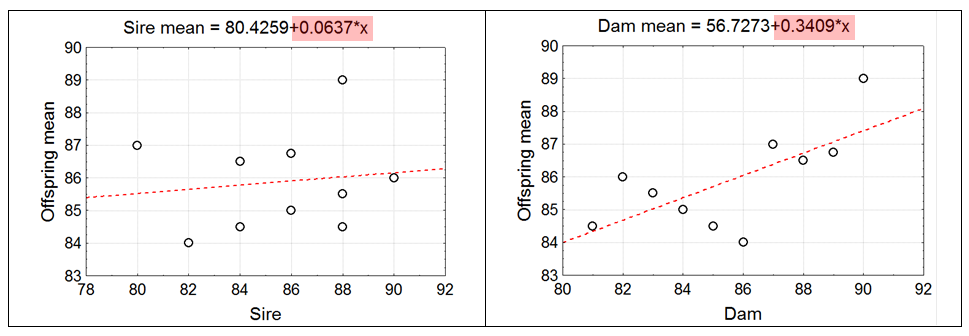 Sire mean = 80.4259+0.0637*x
90
89
88
87
86
85
84
83
Offspring mean
78 80 82 84 86 88 90 92
Sire
Dam mean = 56.7273+0.3409*x
90
89
88
87
86
85
84
83
Offspring mean
80 82 84 86 88 90 92
Dam